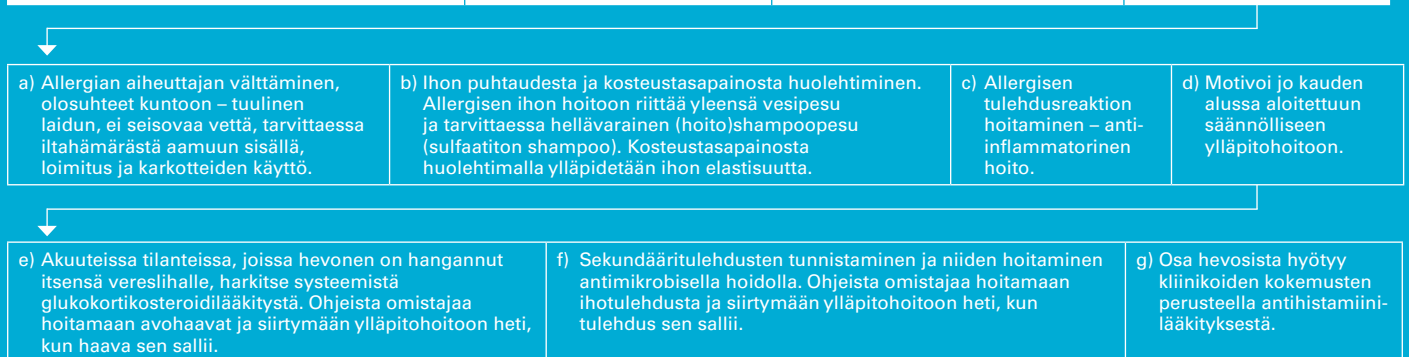 a) Allergian aiheuttajan välttäminen,
olosuhteet kuntoon – tuulinen
laidun, ei seisovaa vettä, tarvittaessa
iltahämärästä aamuun sisällä,
loimitus ja karkotteiden käyttö.
b) Ihon puhtaudesta ja kosteustasapainosta huolehtiminen.
Allergisen ihon hoitoon riittää yleensä vesipesu
ja tarvittaessa hellävarainen (hoito)shampoopesu
(sulfaatiton shampoo). Kosteustasapainosta
huolehtimalla ylläpidetään ihon elastisuutta.
c) Allergisen
tulehdusreaktion
hoitaminen – anti-
inflammatorinen
hoito.
d) Motivoi jo kauden
alussa aloitettuun
säännölliseen
ylläpitohoitoon.
e) Akuuteissa tilanteissa, joissa hevonen on hangannut
itsensä vereslihalle, harkitse systeemistä
glukokortikosteroidilääkitystä. Ohjeista omistajaa
hoitamaan avohaavat ja siirtymään ylläpitohoitoon heti,
kun haava sen sallii.
f) Sekundääritulehdusten tunnistaminen ja niiden hoitaminen
antimikrobisella hoidolla. Ohjeista omistajaa hoitamaan
ihotulehdusta ja siirtymään ylläpitohoitoon heti, kun
tulehdus sen sallii.
g) Osa hevosista hyötyy
kliinikoiden kokemusten
perusteella antihistamiini-
lääkityksestä.